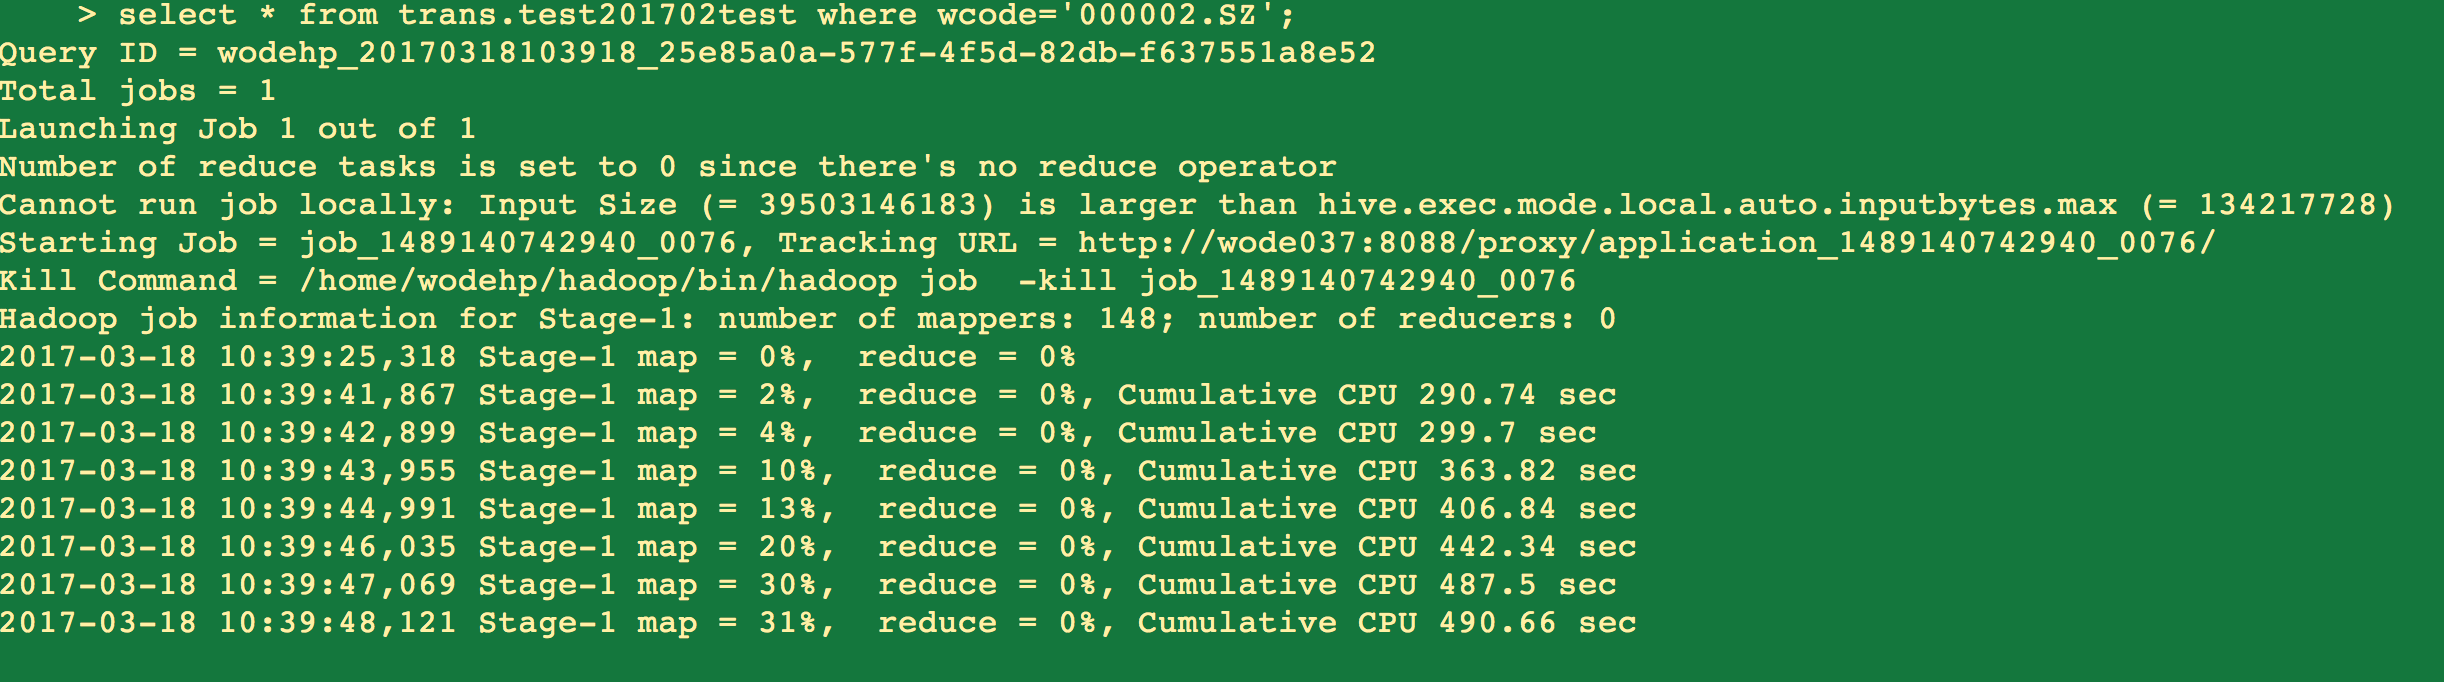 > select * from trans.test201702test where wcode='000002.SZ';
Query ID = wodehp_20170318103918_25e85a0a-577f-4f5d-82db-f637551a8e52
Total jobs = 1
Launching Job 1 out of 1
Number of reduce tasks is set to 0 since there's no reduce operator
Cannot run job locally: Input Size (= 39503146183) is larger than hive.exec.mode.local.auto.inputbytes.max (= 134217728)
Starting Job = job_1489140742940_0076, Tracking URL = http://wode037:8088/proxy/application_1489140742940_0076/
Kill Command = /home/wodehp/hadoop/bin/hadoop job  -kill job_1489140742940_0076
Hadoop job information for Stage-1: number of mappers: 148; number of reducers: 0
2017-03-18 10:39:25,318 Stage-1 map = 0%,  reduce = 0%
2017-03-18 10:39:41,867 Stage-1 map = 2%,  reduce = 0%, Cumulative CPU 290.74 sec
2017-03-18 10:39:42,899 Stage-1 map = 4%,  reduce = 0%, Cumulative CPU 299.7 sec
2017-03-18 10:39:43,955 Stage-1 map = 10%,  reduce = 0%, Cumulative CPU 363.82 sec
2017-03-18 10:39:44,991 Stage-1 map = 13%,  reduce = 0%, Cumulative CPU 406.84 sec
2017-03-18 10:39:46,035 Stage-1 map = 20%,  reduce = 0%, Cumulative CPU 442.34 sec
2017-03-18 10:39:47,069 Stage-1 map = 30%,  reduce = 0%, Cumulative CPU 487.5 sec
2017-03-18 10:39:48,121 Stage-1 map = 31%,  reduce = 0%, Cumulative CPU 490.66 sec